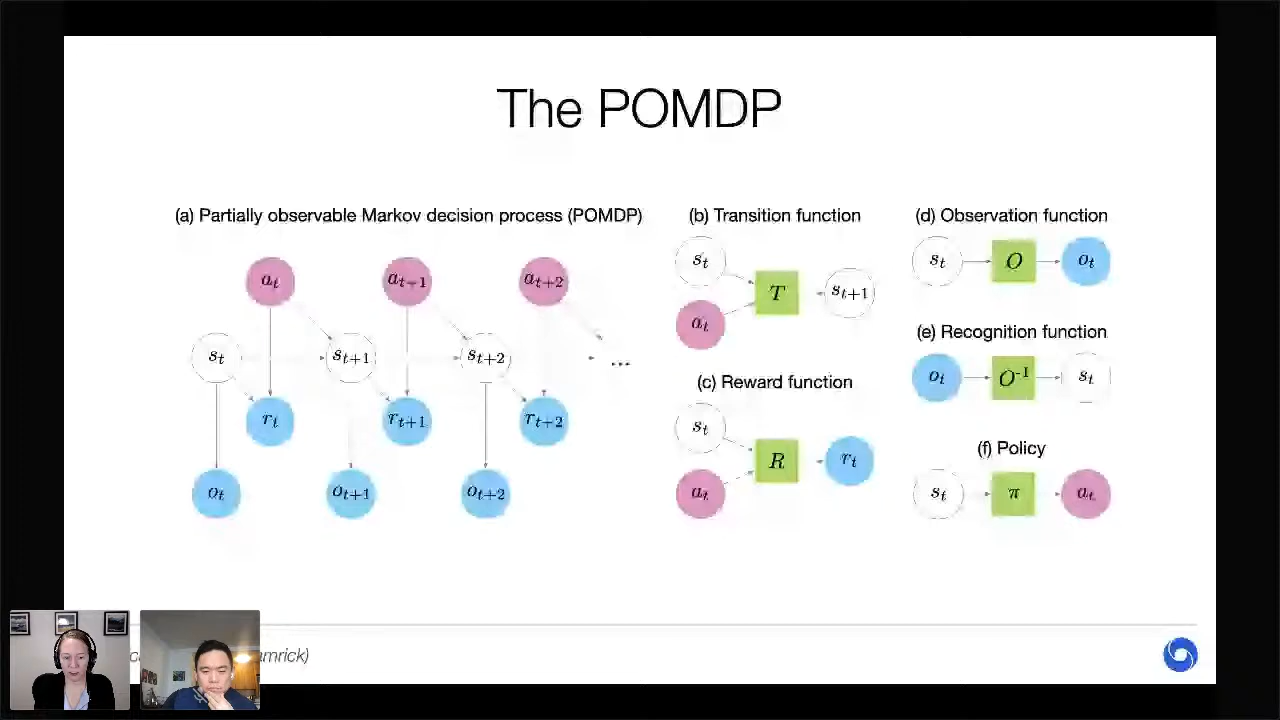 The POMDP
(a) Partially observable Markov decision process (POMDP)
a_t a_{t+1} a_{t+2}
s_t s_{t+1} s_{t+2} ...
r_t r_{t+1} r_{t+2}
o_t o_{t+1} o_{t+2}
(b) Transition function
s_t
T s_{t+1}
a_t
(c) Reward function
s_t
R r_t
a_t
(d) Observation function
s_t O o_t
(e) Recognition function
o_t O^{-1} s_t
(f) Policy
s_t π a_t
amrick)